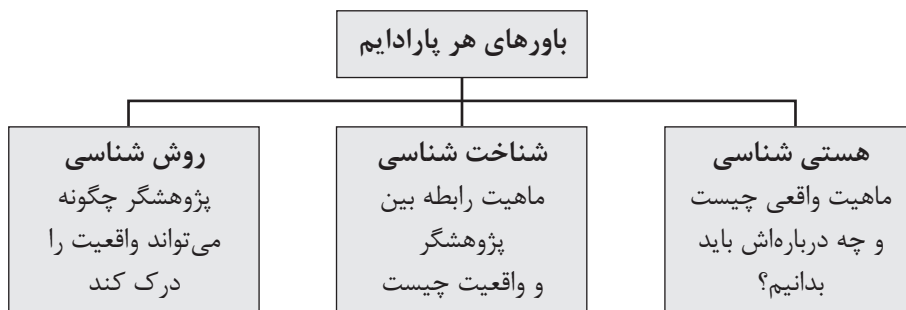 باورهای هر پارادایم
هستی شناسی
ماهیت واقعی چیست
و چه درباره‌اش باید
بدانیم؟
شناخت شناسی
ماهیت رابطه بین
پژوهشگر
و واقعیت چیست
روش شناسی
پژوهشگر چگونه
می‌تواند واقعیت را
درک کند